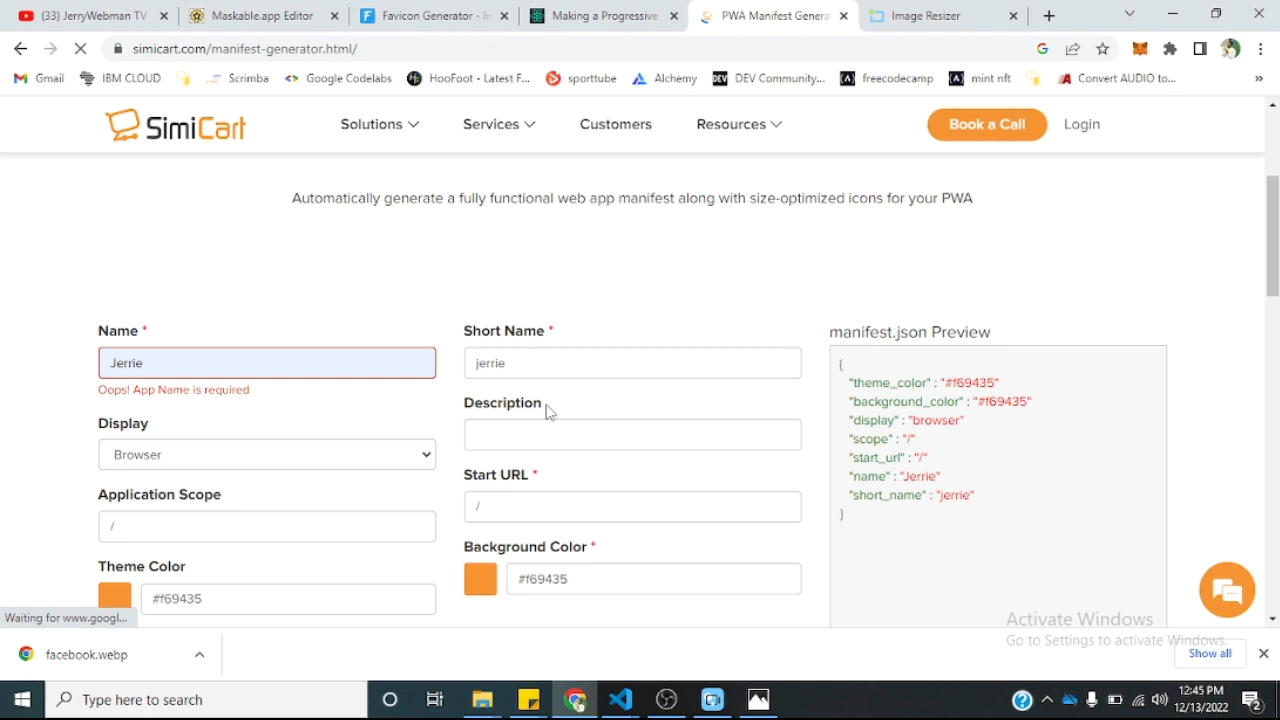 (33) JerryWebman TV
Maskable.app Editor
Favicon Generator - In
Making a Progressive
PWA Manifest Genera
Image Resizer
simicart.com/manifest-generator.html/
Gmail
IBM CLOUD
Scrimba
Google Codelabs
HooFoot - Latest F...
sporttube
Alchemy
DEV Community...
freecodecamp
mint nft
Convert AUDIO to...
SimiCart
Solutions
Services
Customers
Resources
Book a Call
Login
Automatically generate a fully functional web app manifest along with size-optimized icons for your PWA
Name *
Jerrie
Oops! App Name is required
Display
Browser
Application Scope
/
Theme Color
#f69435
Short Name *
jerrie
Description
Start URL *
/
Background Color *
#f69435
manifest.json Preview
{
"theme_color" : "#f69435"
"background_color" : "#f69435"
"display" : "browser"
"scope" : "/"
"start_url" : "/"
"name" : "Jerrie"
"short_name" : "jerrie"
}
Waiting for www.googl...
Activate Windows
Go to Settings to activate Windows.
facebook.webp
Show all
Type here to search
12:45 PM
12/13/2022
2